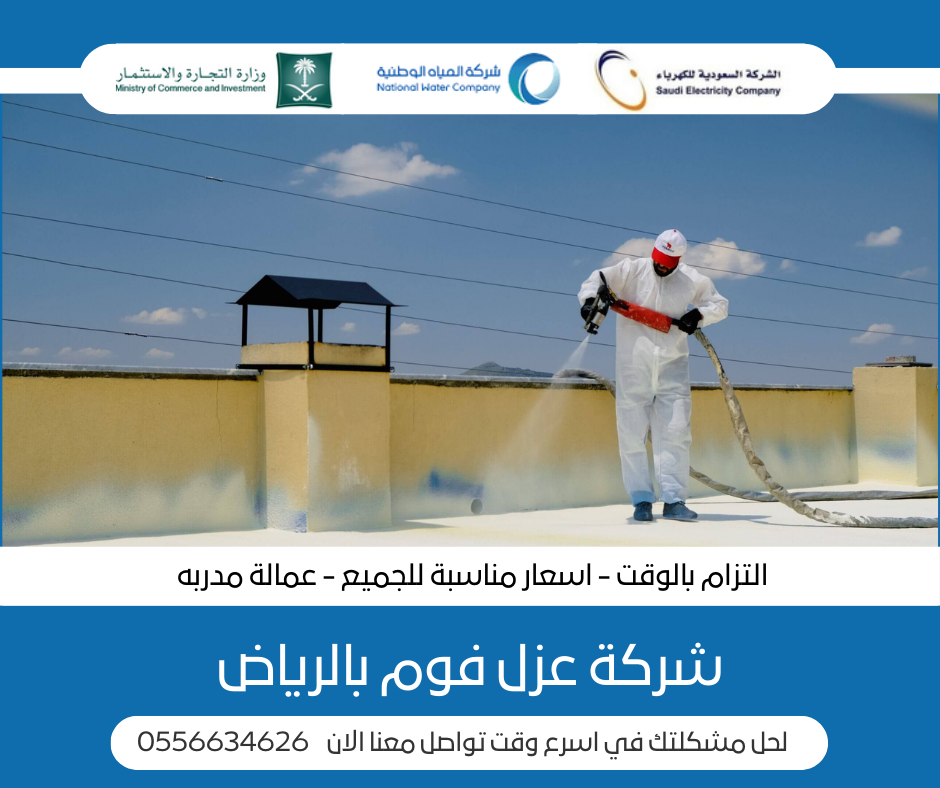 وزارة التجارة والاستثمار
Ministry of Commerce and Investment
شركة المياه الوطنية
National Water Company
الشركة السعودية للكهرباء
Saudi Electricity Company
التزام بالوقت - اسعار مناسبة للجميع - عمالة مدربه
شركة عزل فوم بالرياض
لحل مشكلتك في اسرع وقت تواصل معنا الان 0556634626